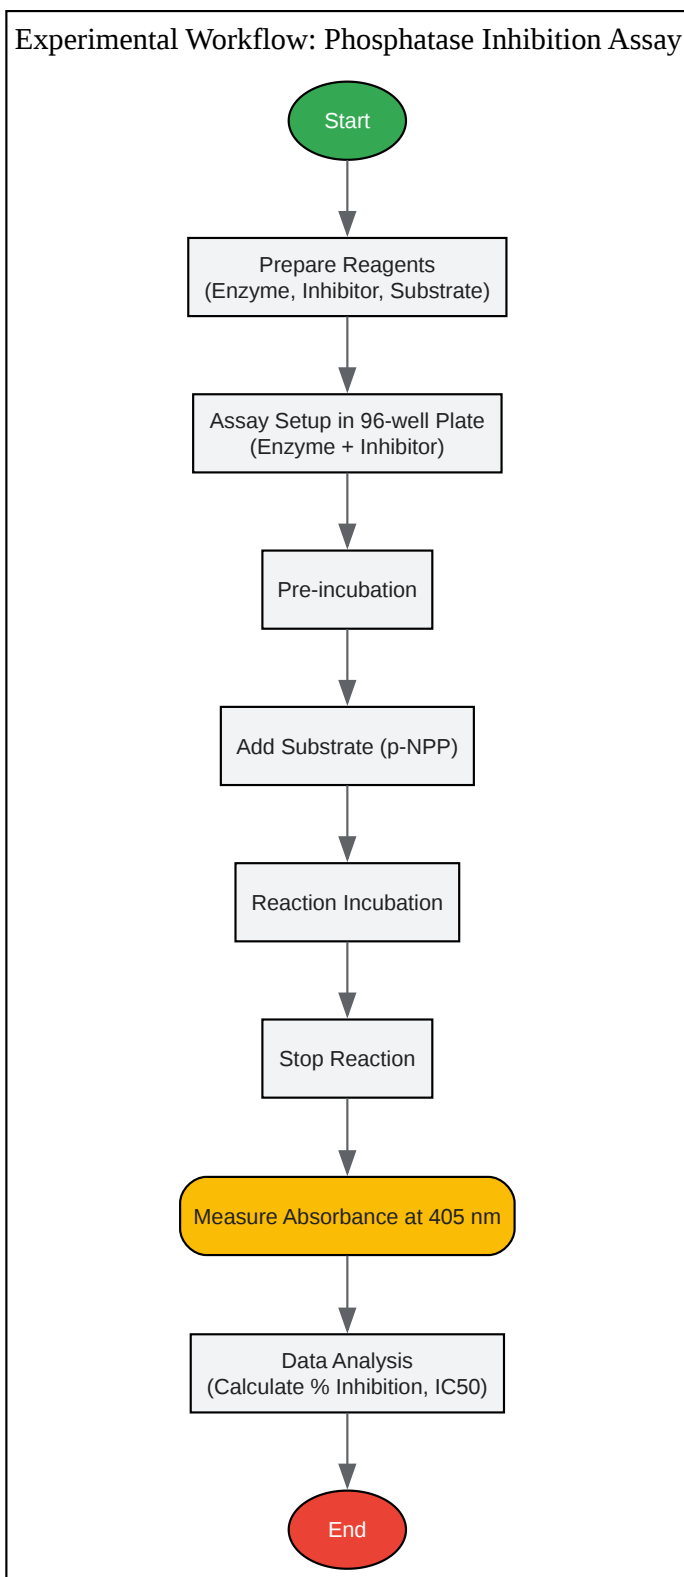 Experimental Workflow: Phosphatase Inhibition Assay
Start
Prepare Reagents
(Enzyme, Inhibitor, Substrate)
Assay Setup in 96-well Plate
(Enzyme + Inhibitor)
Pre-incubation
Add Substrate (p-NPP)
Reaction Incubation
Stop Reaction
Measure Absorbance at 405 nm
Data Analysis
(Calculate % Inhibition, IC50)
End